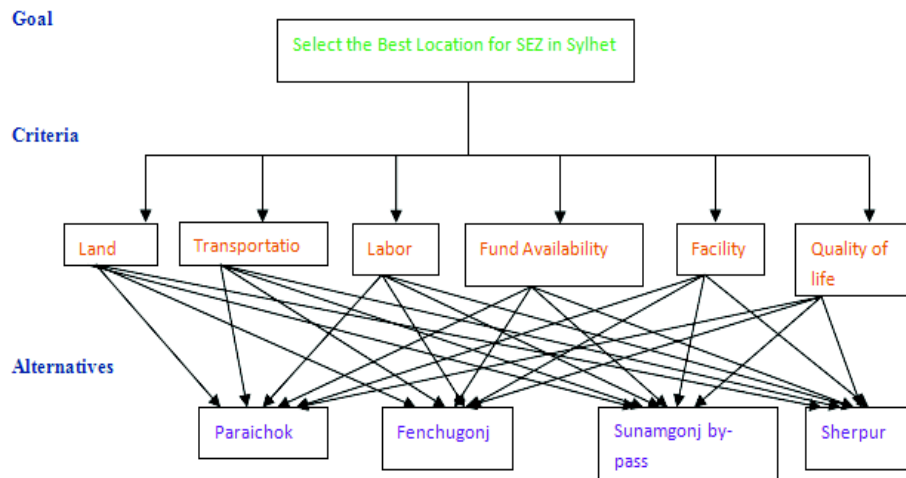 Goal
Select the Best Location for SEZ in Sylhet
Criteria
Land
Transportatio
Labor
Fund Availability
Facility
Quality of
life
Alternatives
Paraichok
Fenchugonj
Sunamgonj by-
pass
Sherpur